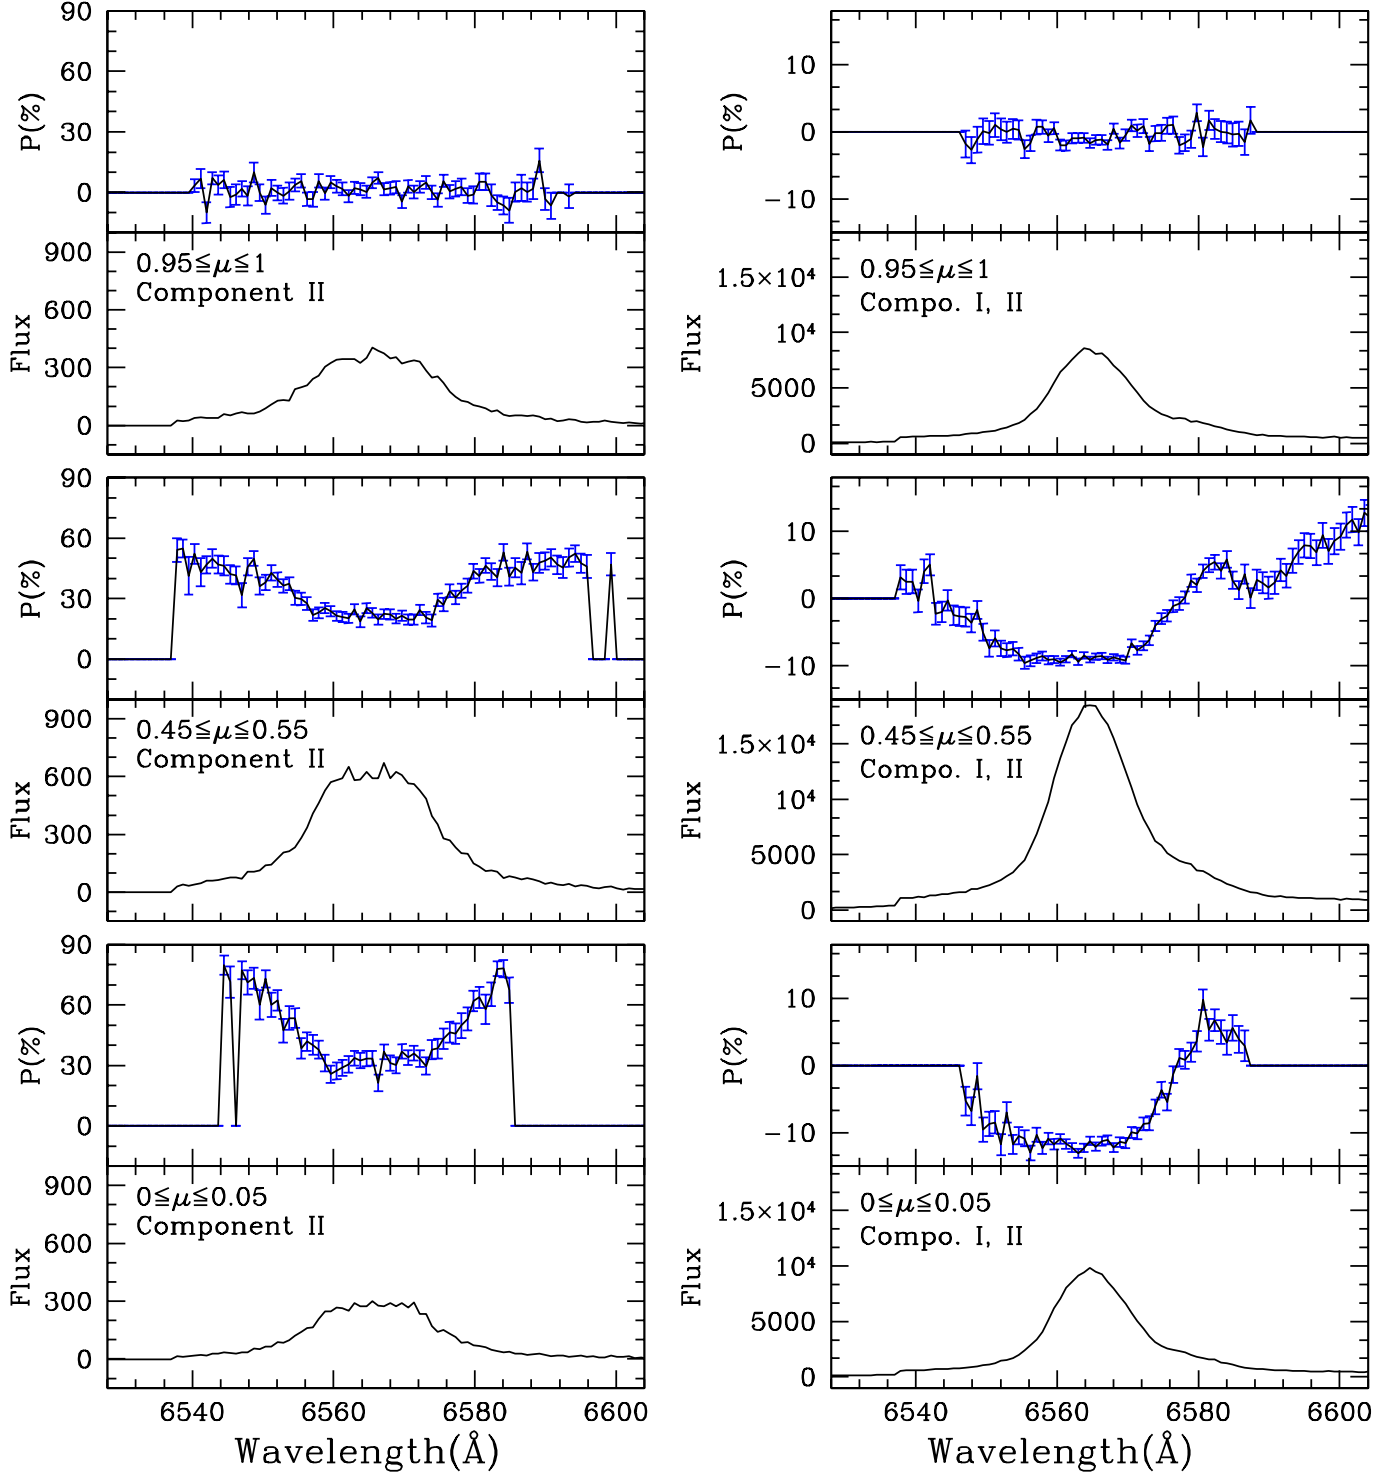 90
60
30
0
P(%)
10
0
−10
P(%)
900
600
300
0
Flux
0.95≦μ≦1
Component II
1.5×10⁴
10⁴
5000
0
Flux
0.95≦μ≦1
Compo. I, II
90
60
30
0
P(%)
10
0
−10
P(%)
900
600
300
0
Flux
0.45≦μ≦0.55
Component II
1.5×10⁴
10⁴
5000
0
Flux
0.45≦μ≦0.55
Compo. I, II
90
60
30
0
P(%)
10
0
−10
P(%)
900
600
300
0
Flux
0≦μ≦0.05
Component II
1.5×10⁴
10⁴
5000
0
Flux
0≦μ≦0.05
Compo. I, II
6540 6560 6580 6600
Wavelength(Å)
6540 6560 6580 6600
Wavelength(Å)